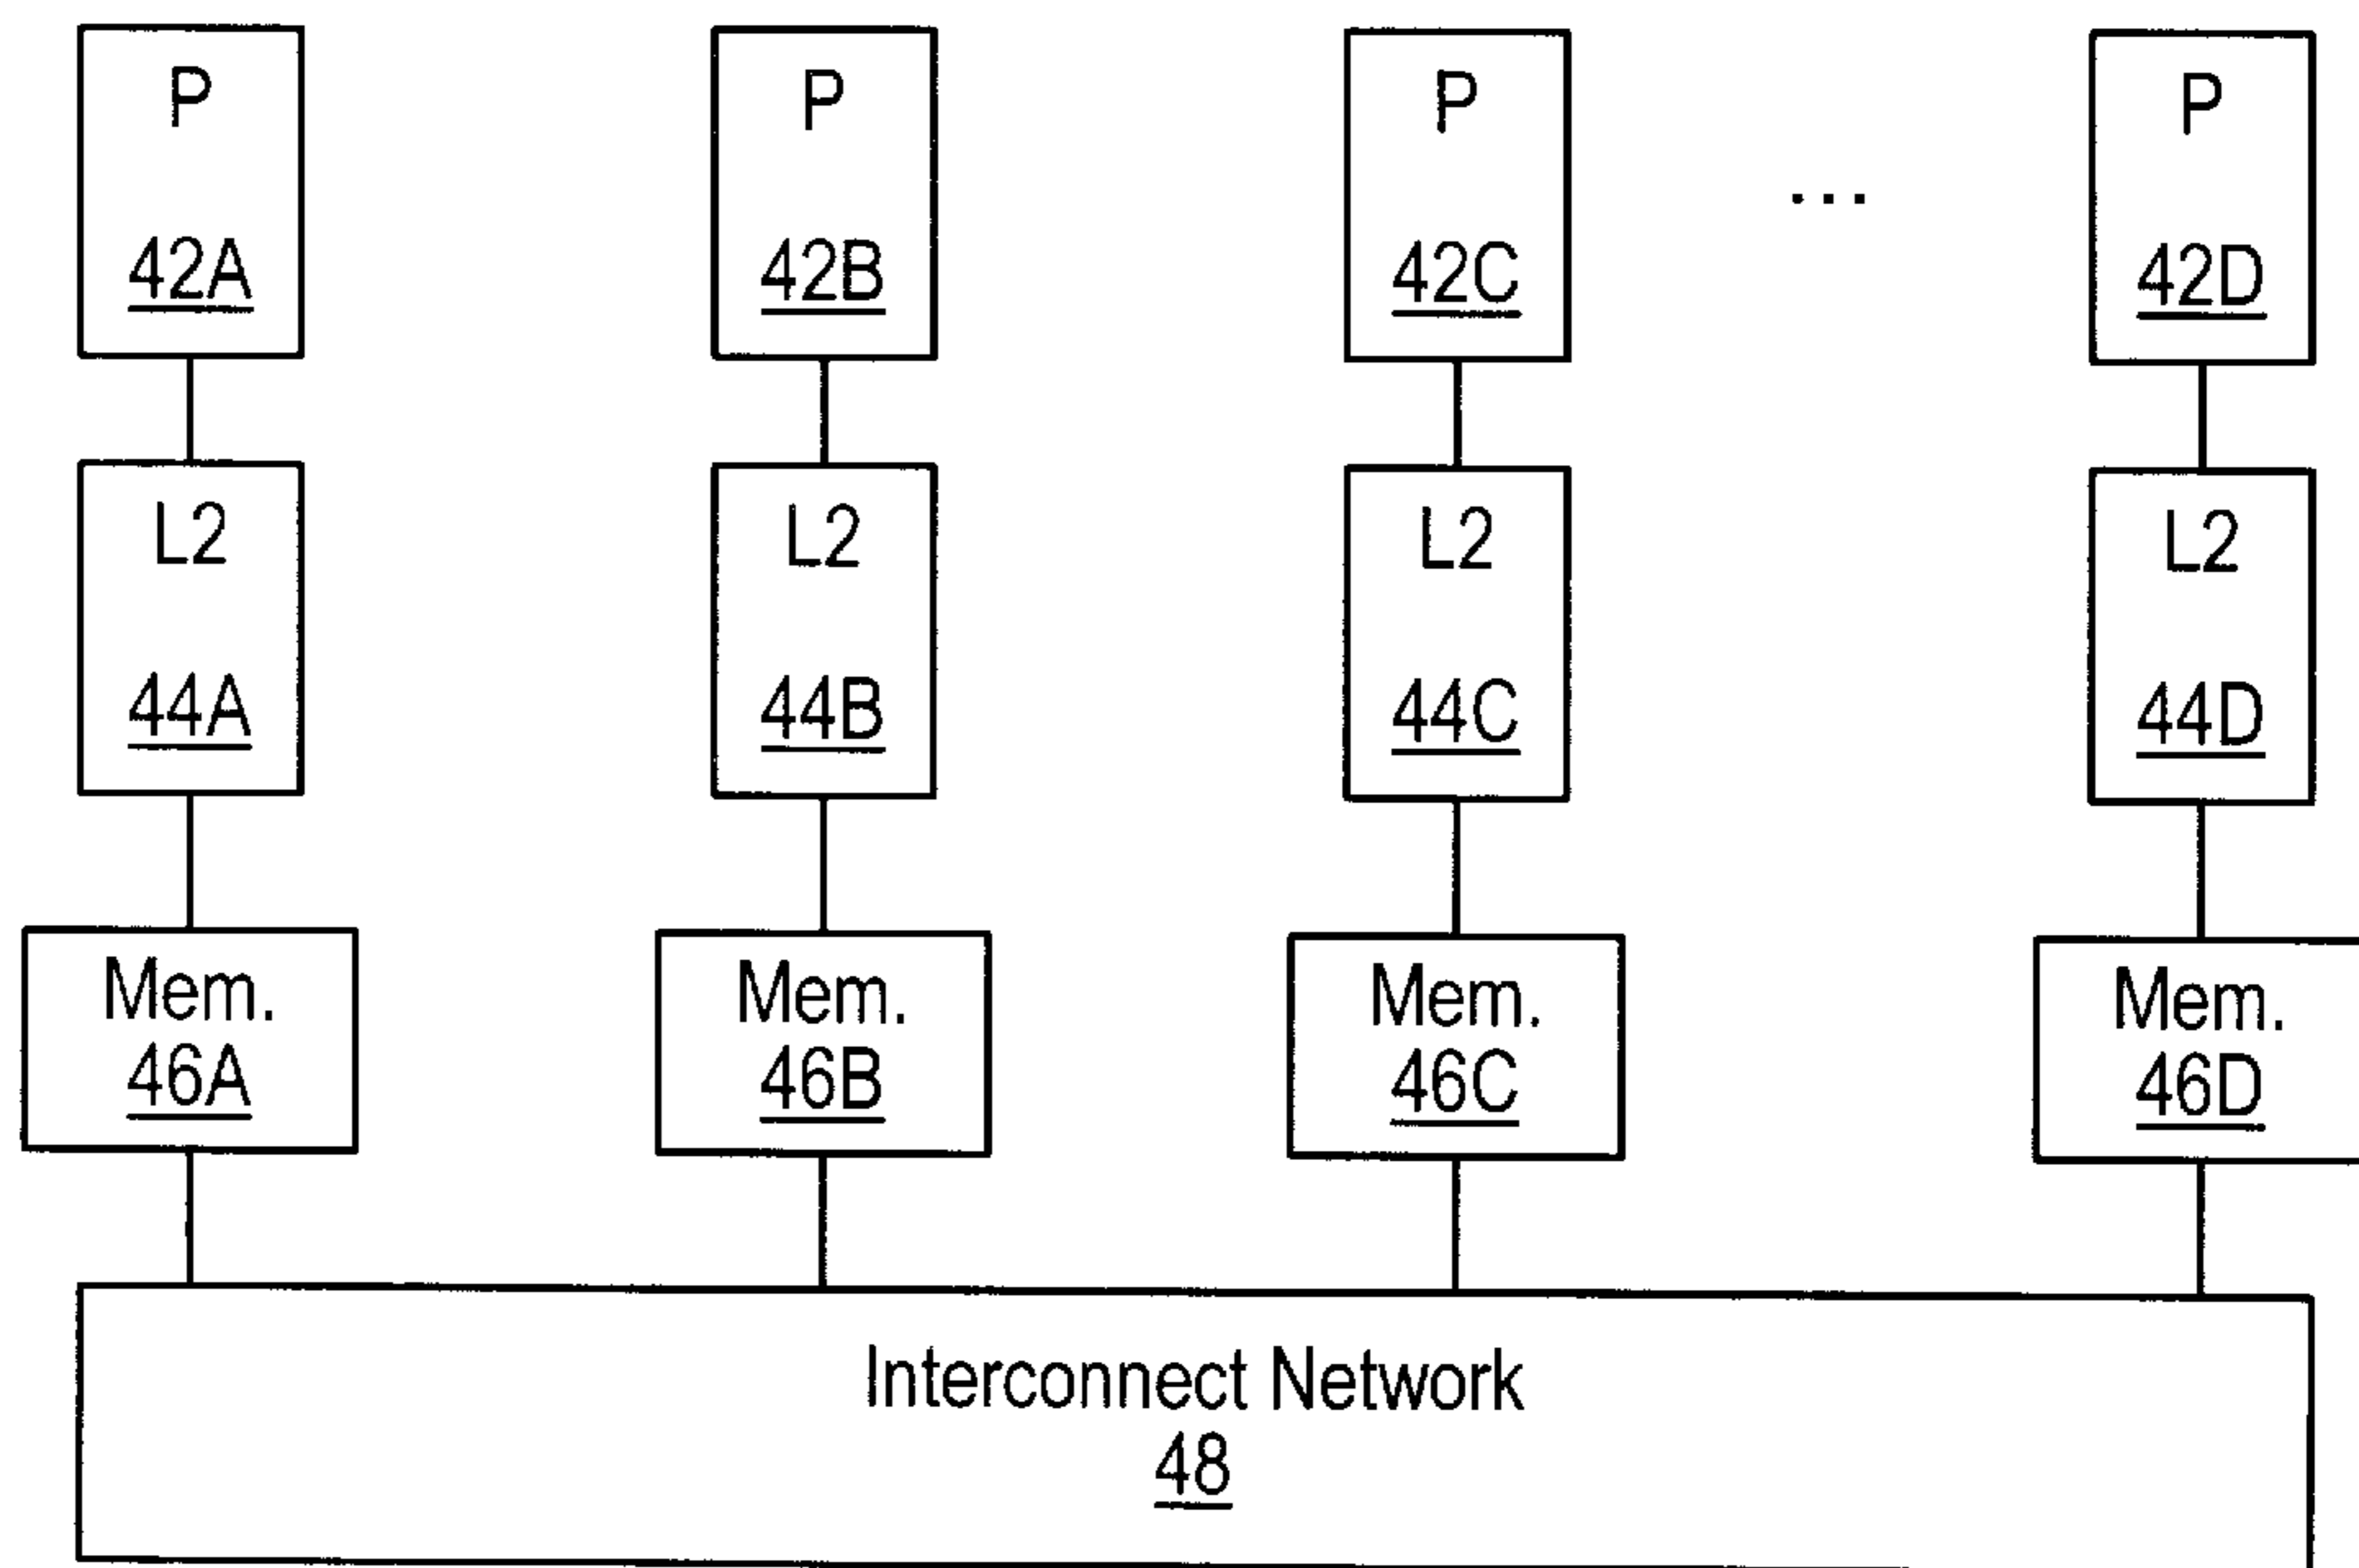 P P P P
...
42A 42B 42C 42D
L2 L2 L2 L2
44A 44B 44C 44D
Mem. Mem. Mem. Mem.
46A 46B 46C 46D
Interconnect Network
48